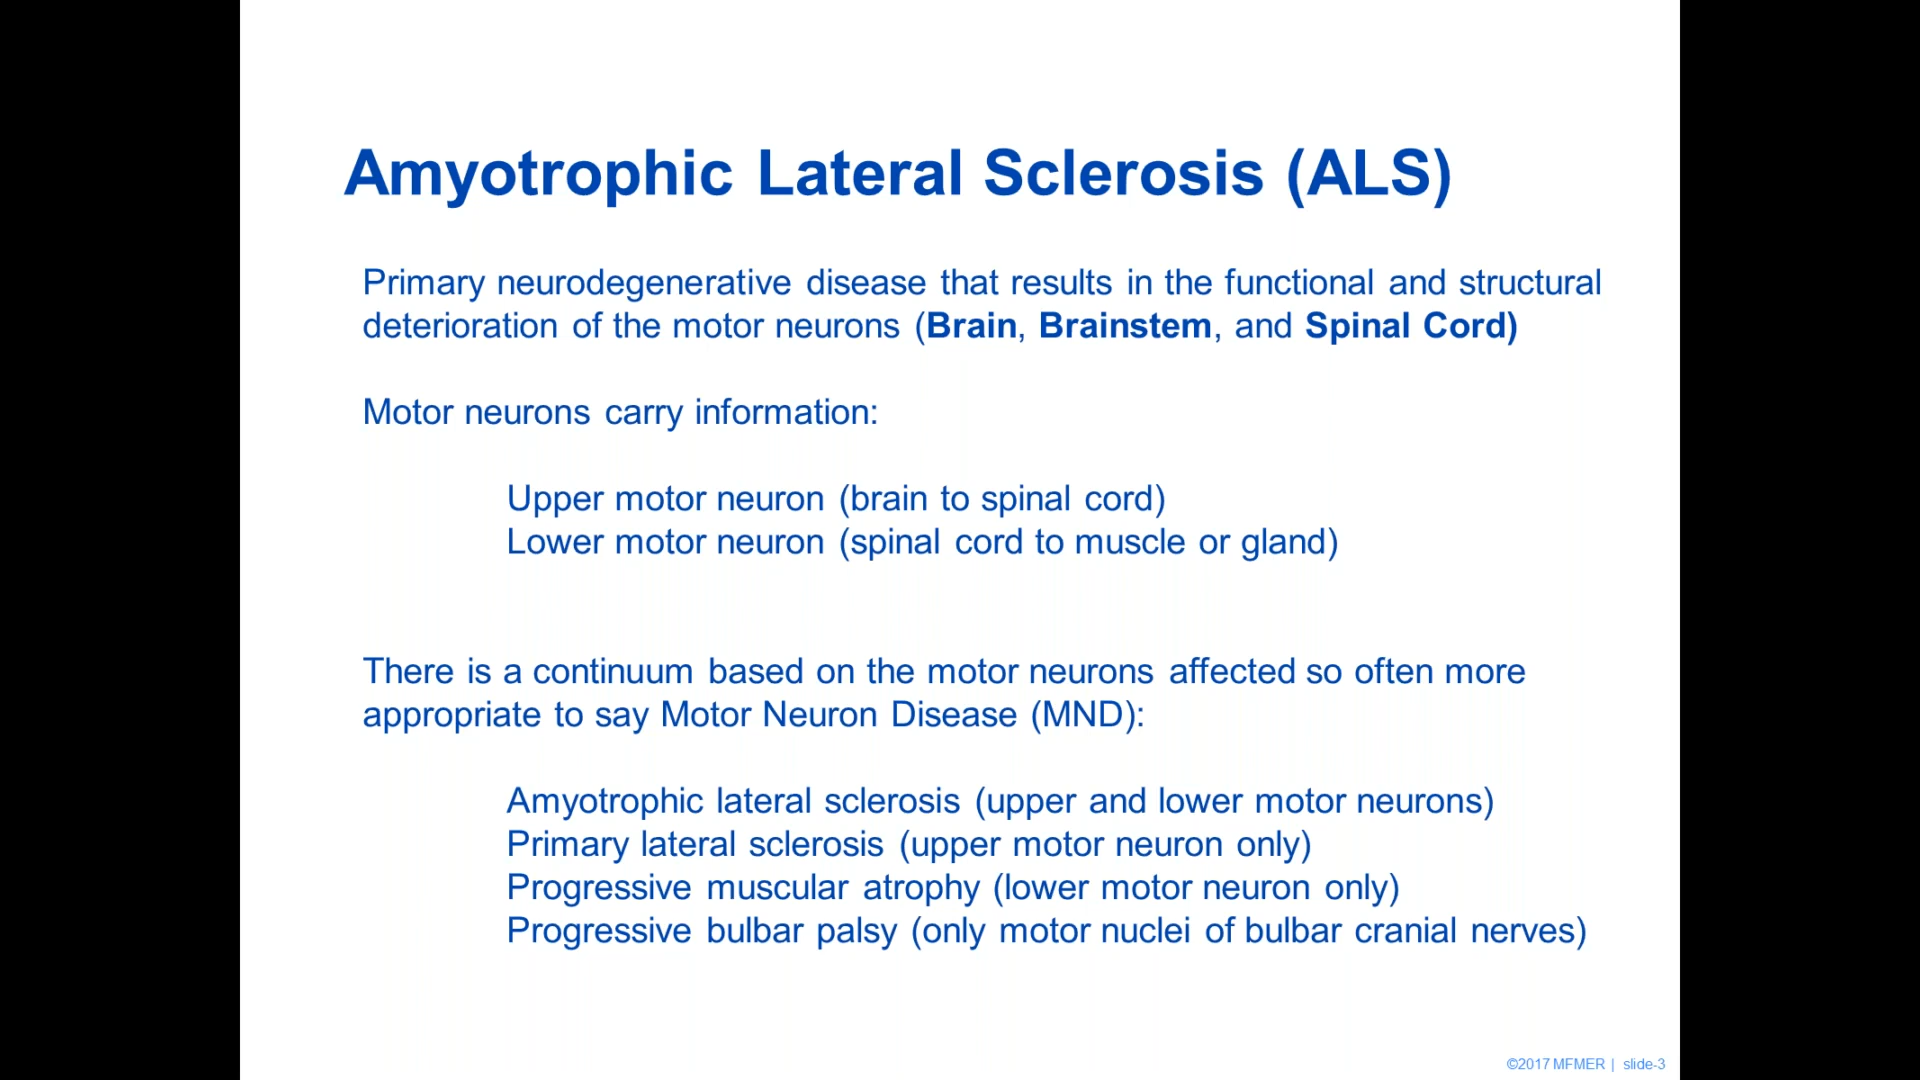 Amyotrophic Lateral Sclerosis (ALS)
Primary neurodegenerative disease that results in the functional and structural
deterioration of the motor neurons (Brain, Brainstem, and Spinal Cord)
Motor neurons carry information:
Upper motor neuron (brain to spinal cord)
Lower motor neuron (spinal cord to muscle or gland)
There is a continuum based on the motor neurons affected so often more
appropriate to say Motor Neuron Disease (MND):
Amyotrophic lateral sclerosis (upper and lower motor neurons)
Primary lateral sclerosis (upper motor neuron only)
Progressive muscular atrophy (lower motor neuron only)
Progressive bulbar palsy (only motor nuclei of bulbar cranial nerves)
©2017 MFMER | slide-3